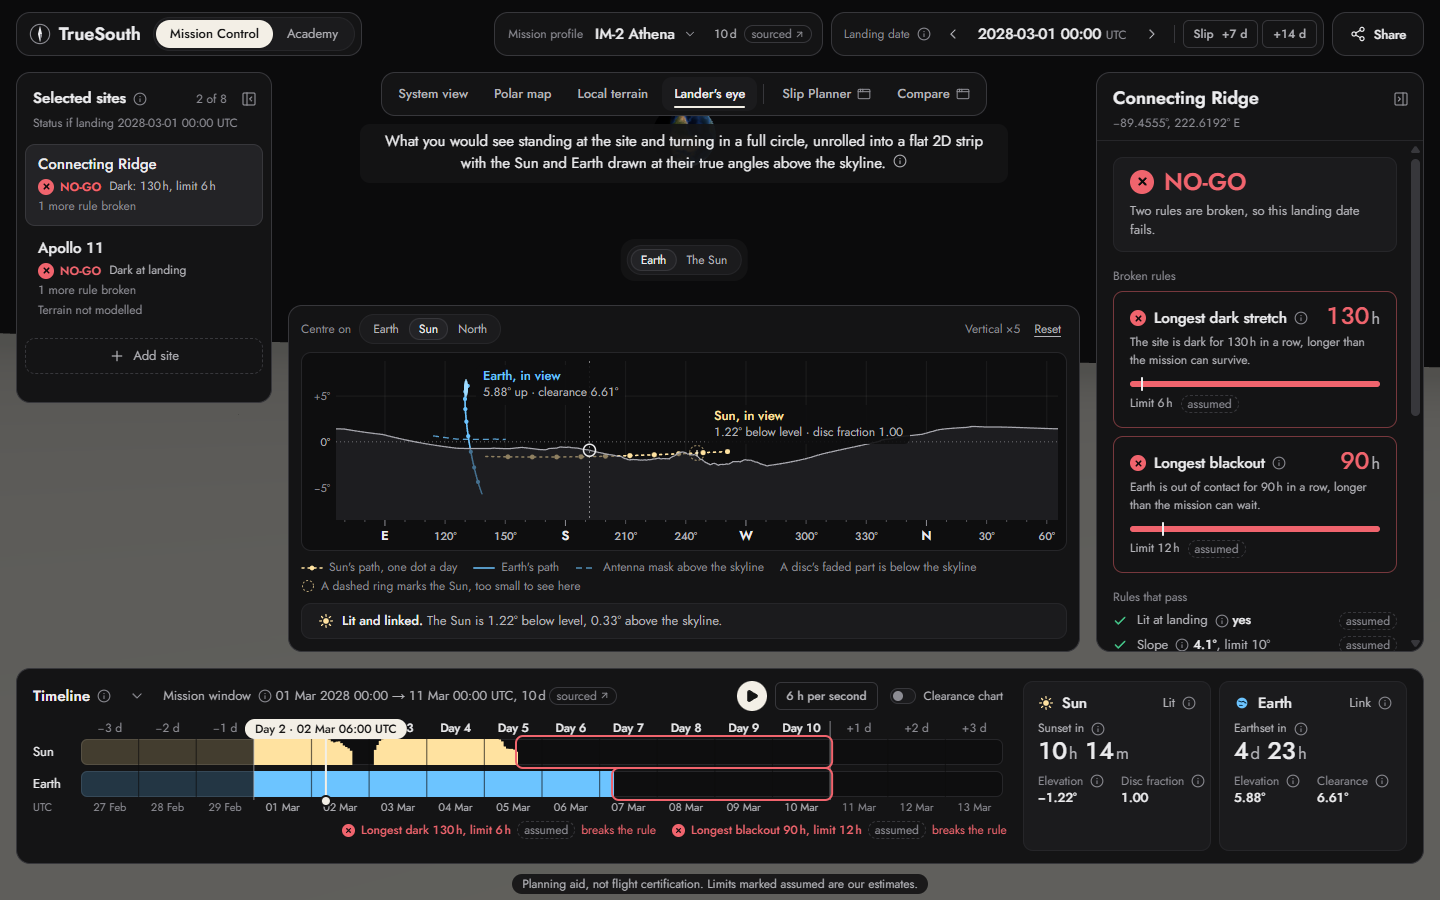 TrueSouth
Mission Control
Academy
Mission profile IM-2 Athena 10 d sourced ↗
Landing date 2028-03-01 00:00 UTC
Slip +7 d +14 d
Share
Selected sites 2 of 8
Status if landing 2028-03-01 00:00 UTC
Connecting Ridge
NO-GO Dark: 130 h, limit 6 h
1 more rule broken
Apollo 11
NO-GO Dark at landing
1 more rule broken
Terrain not modelled
+ Add site
System view Polar map Local terrain Lander's eye Slip Planner Compare
What you would see standing at the site and turning in a full circle, unrolled into a flat 2D strip
with the Sun and Earth drawn at their true angles above the skyline.
Earth The Sun
Centre on Earth Sun North
Vertical ×5 Reset
Earth, in view
5.88° up · clearance 6.61°
Sun, in view
1.22° below level · disc fraction 1.00
+5°
0°
−5°
E 120° 150° S 210° 240° W 300° 330° N 30° 60°
Sun's path, one dot a day Earth's path Antenna mask above the skyline A disc's faded part is below the skyline
A dashed ring marks the Sun, too small to see here
Lit and linked. The Sun is 1.22° below level, 0.33° above the skyline.
Connecting Ridge
−89.4555°, 222.6192° E
NO-GO
Two rules are broken, so this landing date
fails.
Broken rules
Longest dark stretch 130 h
The site is dark for 130 h in a row, longer than
the mission can survive.
Limit 6 h assumed
Longest blackout 90 h
Earth is out of contact for 90 h in a row, longer
than the mission can wait.
Limit 12 h assumed
Rules that pass
Lit at landing yes assumed
Slope 4.1°, limit 10° assumed
Timeline
Mission window 01 Mar 2028 00:00 → 11 Mar 00:00 UTC, 10 d sourced ↗
6 h per second
Clearance chart
−3 d −2 d −1 d Day 2 · 02 Mar 06:00 UTC 3 Day 4 Day 5 Day 6 Day 7 Day 8 Day 9 Day 10 +1 d +2 d +3 d
Sun
Earth
UTC 27 Feb 28 Feb 29 Feb 01 Mar 02 Mar 03 Mar 04 Mar 05 Mar 06 Mar 07 Mar 08 Mar 09 Mar 10 Mar 11 Mar 12 Mar 13 Mar
Longest dark 130 h, limit 6 h assumed breaks the rule Longest blackout 90 h, limit 12 h assumed breaks the rule
Sun Lit
Sunset in
10 h 14 m
Elevation Disc fraction
−1.22° 1.00
Earth Link
Earthset in
4 d 23 h
Elevation Clearance
5.88° 6.61°
Planning aid, not flight certification. Limits marked assumed are our estimates.